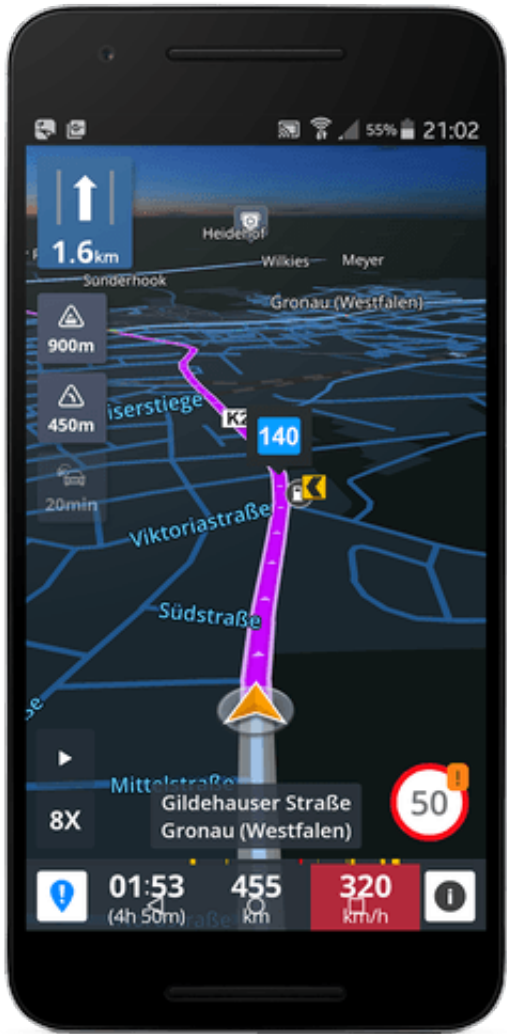 55% 21:02
1.6km
Heidehof
Wilkies
Meyer
Sonderhook
Gronau (Westfalen)
900m
450m
iserstiege
K2
140
20min
Viktoriastraße
Südstraße
Mittelstraße
8X
Gildehauser Straße
Gronau (Westfalen)
50
!
01:53
(4h 50m)
455
km
320
km/h
i